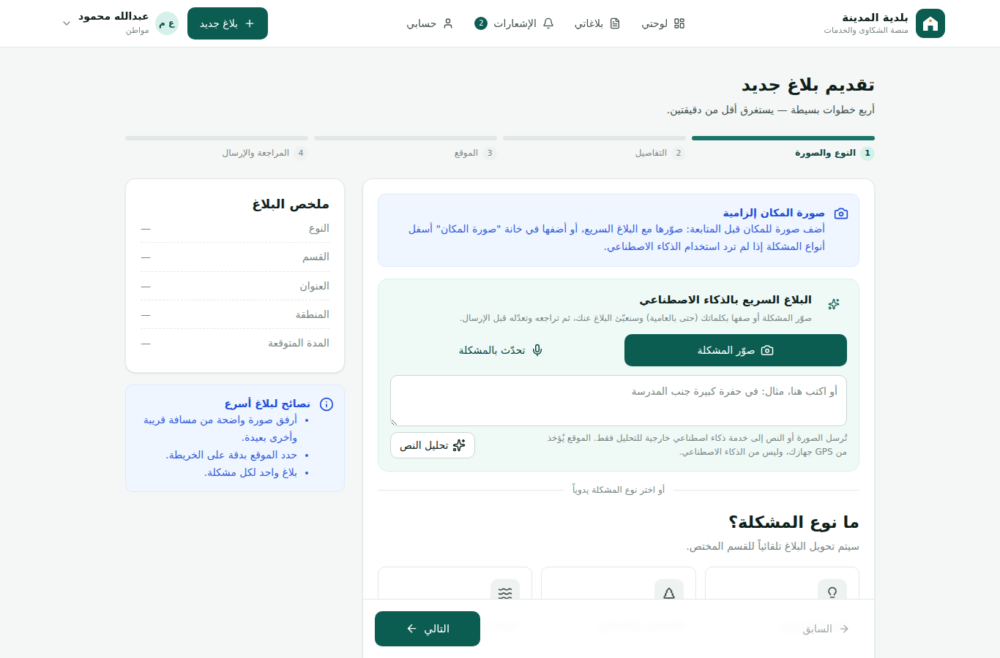 بلدية المدينة
منصة الشكاوى والخدمات
لوحتي
بلاغاتي
الإشعارات
2
حسابي
بلاغ جديد
ع م
عبدالله محمود
مواطن
تقديم بلاغ جديد
أربع خطوات بسيطة — يستغرق أقل من دقيقتين.
1 النوع والصورة
2 التفاصيل
3 الموقع
4 المراجعة والإرسال
صورة المكان إلزامية
أضف صورة للمكان قبل المتابعة: صوّرها مع البلاغ السريع، أو أضفها في خانة "صورة المكان" أسفل
أنواع المشكلة إذا لم ترد استخدام الذكاء الاصطناعي.
البلاغ السريع بالذكاء الاصطناعي
صوّر المشكلة أو صفها بكلماتك (حتى بالعامية) وسنعبّئ البلاغ عنك، ثم تراجعه وتعدّله قبل الإرسال.
صوّر المشكلة
تحدّث بالمشكلة
أو اكتب هنا، مثال: في حفرة كبيرة جنب المدرسة
تُرسل الصورة أو النص إلى خدمة ذكاء اصطناعي خارجية للتحليل فقط. الموقع يُؤخذ
من GPS جهازك، وليس من الذكاء الاصطناعي.
تحليل النص
أو اختر نوع المشكلة يدوياً
ما نوع المشكلة؟
سيتم تحويل البلاغ تلقائياً للقسم المختص.
السابق
التالي
ملخص البلاغ
النوع —
القسم —
العنوان —
المنطقة —
المدة المتوقعة —
نصائح لبلاغ أسرع
• أرفق صورة واضحة من مسافة قريبة
وأخرى بعيدة.
• حدد الموقع بدقة على الخريطة.
• بلاغ واحد لكل مشكلة.